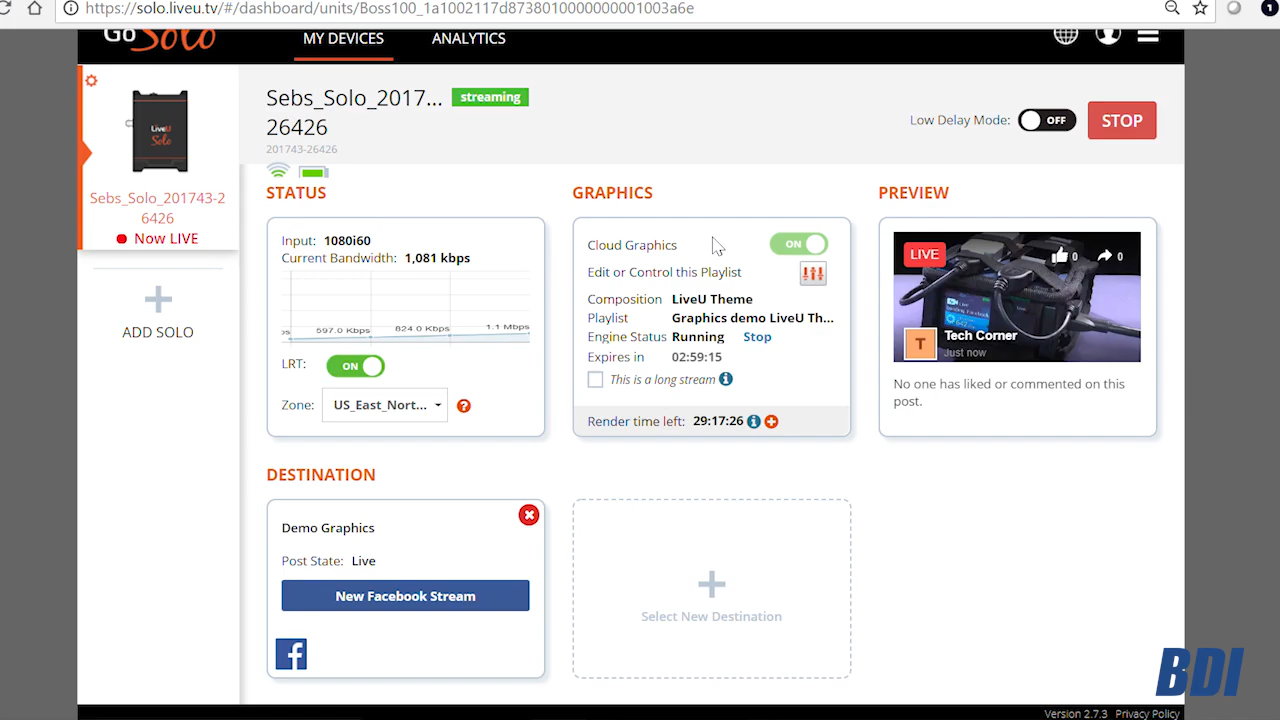 https://solo.liveu.tv/#/dashboard/units/Boss100_1a1002117d8738010000000001003a6e
1
GO Solo
MY DEVICES
ANALYTICS
LiveU
Solo
Sebs_Solo_201743-2
6426
Now LIVE
ADD SOLO
Sebs_Solo_2017...
streaming
26426
201743-26426
Low Delay Mode:
OFF
STOP
STATUS
Input: 1080i60
Current Bandwidth: 1,081 kbps
597.0 Kbps
824.0 Kbps
1.1 Mbps
LRT:
ON
Zone:
US_East_Nort...
?
GRAPHICS
Cloud Graphics
ON
Edit or Control this Playlist
Composition LiveU Theme
Playlist Graphics demo LiveU Th...
Engine Status Running Stop
Expires in 02:59:15
This is a long stream
Render time left: 29:17:26
PREVIEW
LIVE
0
0
T
Tech Corner
Just now
No one has liked or commented on this
post.
DESTINATION
Demo Graphics
Post State: Live
New Facebook Stream
Select New Destination
BDI
Version 2.7.3 Privacy Policy